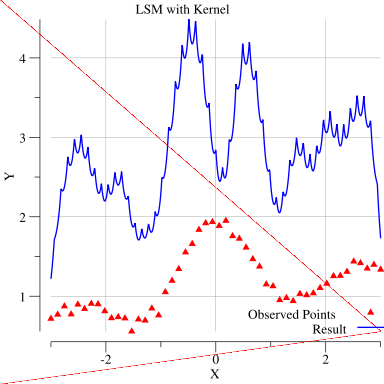 LSM with Kernel
4
3
2
1
Y
-2
0
2
X
Observed Points
Result